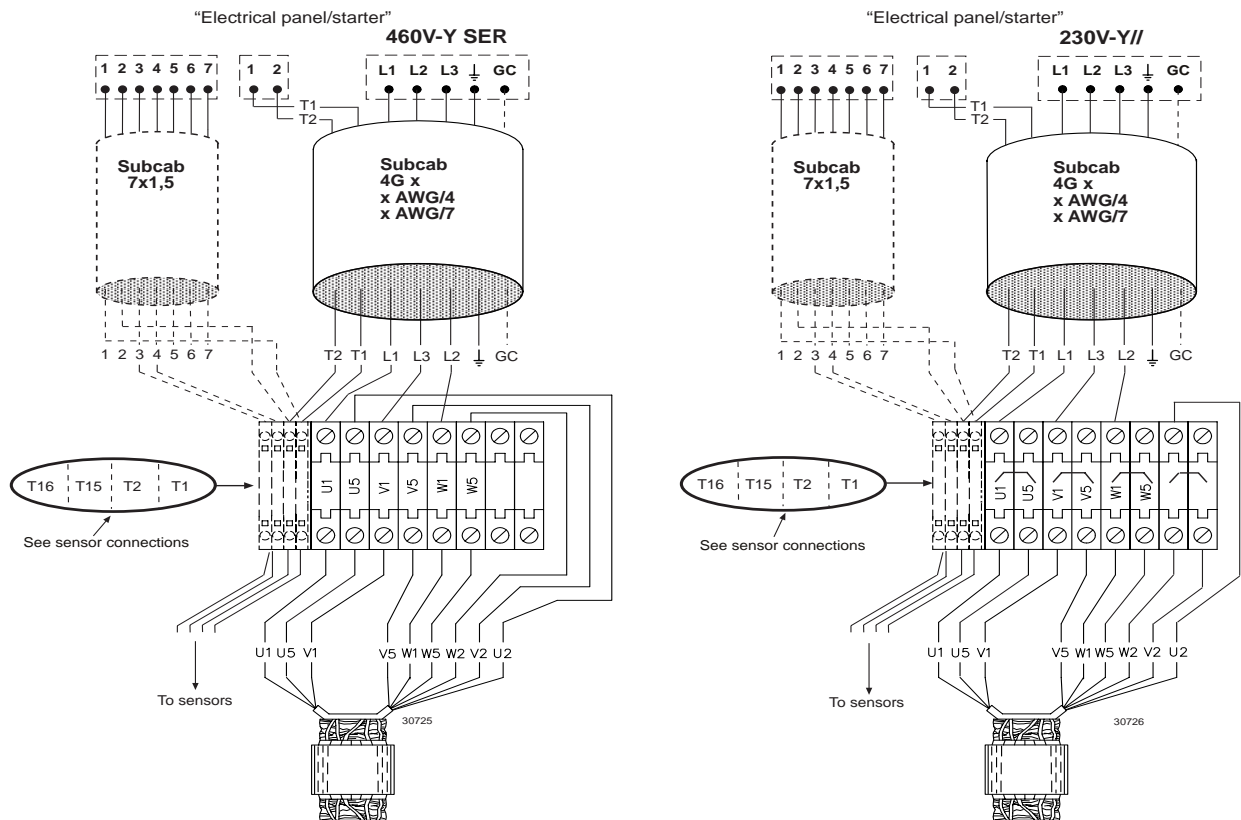 “Electrical panel/starter”
460V-Y SER
1 2 3 4 5 6 7
1 2
L1 L2 L3 GC
T1
T2
Subcab
7x1,5
Subcab
4G x
x AWG/4
x AWG/7
1 2 3 4 5 6 7
T2 T1 L1 L3 L2 GC
U1 U5 V1 V5 W1 W5
T16 T15 T2 T1
See sensor connections
U1 U5 V1 V5 W1 W5 W2 V2 U2
To sensors
30725
“Electrical panel/starter”
230V-Y//
1 2 3 4 5 6 7
1 2
L1 L2 L3 GC
T1
T2
Subcab
7x1,5
Subcab
4G x
x AWG/4
x AWG/7
1 2 3 4 5 6 7
T2 T1 L1 L3 L2 GC
U1 U5 V1 V5 W1 W5
T16 T15 T2 T1
See sensor connections
U1 U5 V1 V5 W1 W5 W2 V2 U2
To sensors
30726